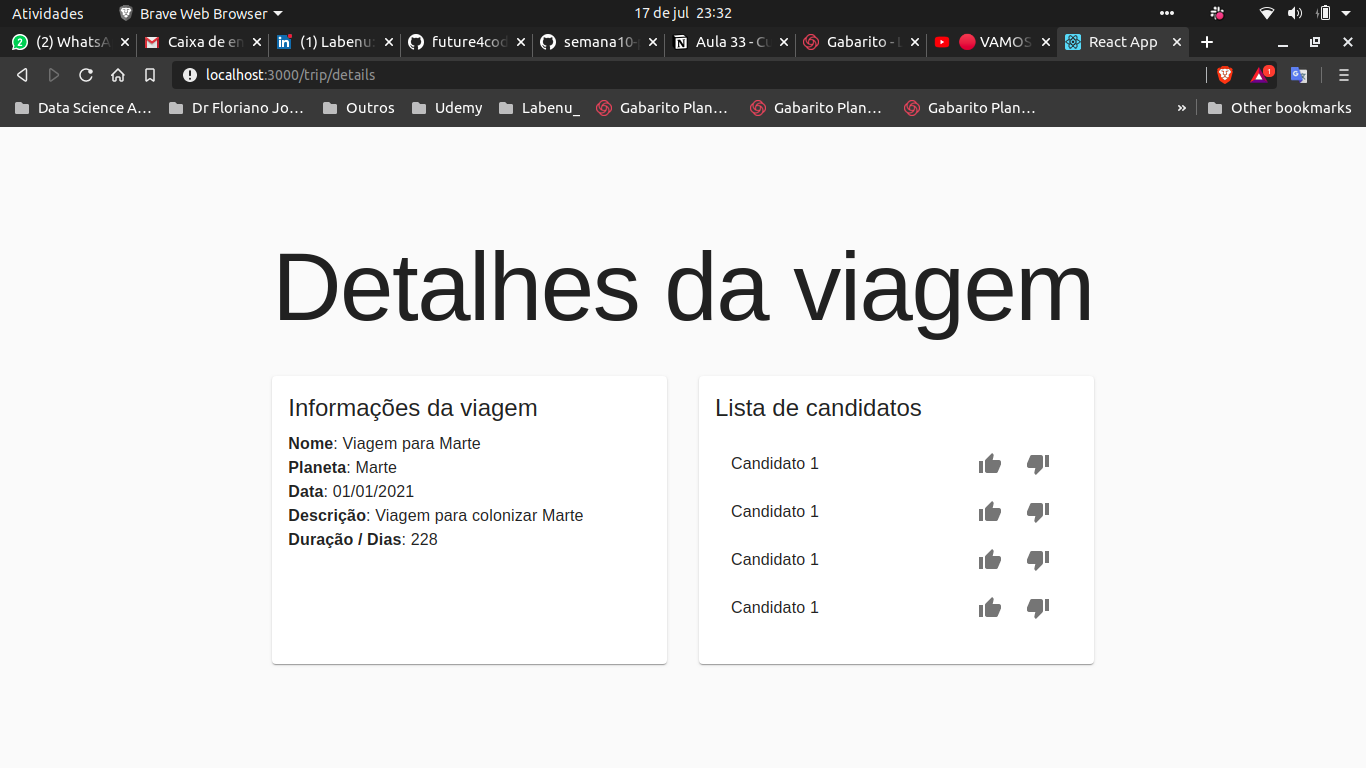 Atividades Brave Web Browser 17 de jul 23:32
(2) WhatsA Caixa de en (1) Labenu: future4cod semana10-p Aula 33 - Cu Gabarito - L VAMOS React App
localhost:3000/trip/details 1
Data Science A... Dr Floriano Jo... Outros Udemy Labenu_ Gabarito Plan... Gabarito Plan... Gabarito Plan... » Other bookmarks
Detalhes da viagem
Informações da viagem
Nome: Viagem para Marte
Planeta: Marte
Data: 01/01/2021
Descrição: Viagem para colonizar Marte
Duração / Dias: 228
Lista de candidatos
Candidato 1
Candidato 1
Candidato 1
Candidato 1